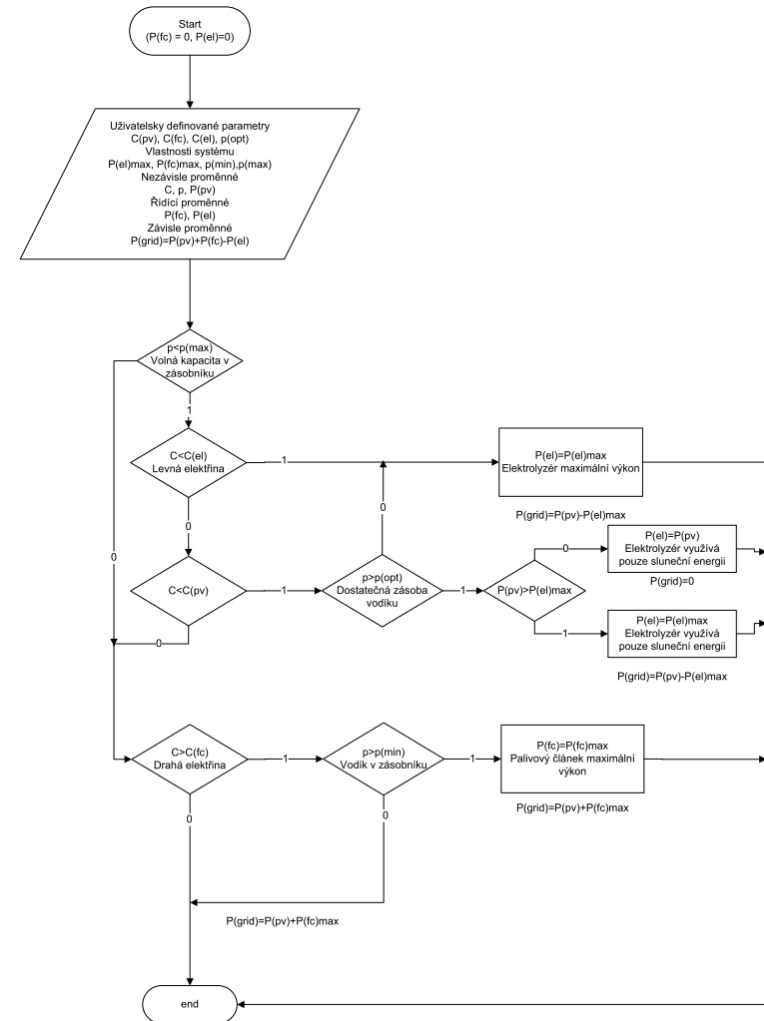 Start
(P(fc) = 0, P(el)=0)
Uživatelsky definované parametry
C(pv), C(fc), C(el), p(opt)
Vlastnosti systému
P(el)max, P(fc)max, p(min),p(max)
Nezávisle proměnné
C, p, P(pv)
Řídící proměnné
P(fc), P(el)
Závisle proměnné
P(grid)=P(pv)+P(fc)-P(el)
p<p(max)
Volná kapacita v
zásobníku
1
C<C(el)
Levná elektřina
1
P(el)=P(el)max
Elektrolyzér maximální výkon
P(grid)=P(pv)-P(el)max
0
0
0
C<C(pv)
1
p>p(opt)
Dostatečná zásoba
vodíku
1
P(pv)>P(el)max
0
P(el)=P(pv)
Elektrolyzér využívá
pouze sluneční energii
P(grid)=0
1
P(el)=P(el)max
Elektrolyzér využívá
pouze sluneční energii
P(grid)=P(pv)-P(el)max
0
C>C(fc)
Drahá elektřina
1
p>p(min)
Vodík v zásobníku
1
P(fc)=P(fc)max
Palivový článek maximální
výkon
P(grid)=P(pv)+P(fc)max
0
0
P(grid)=P(pv)+P(fc)max
end